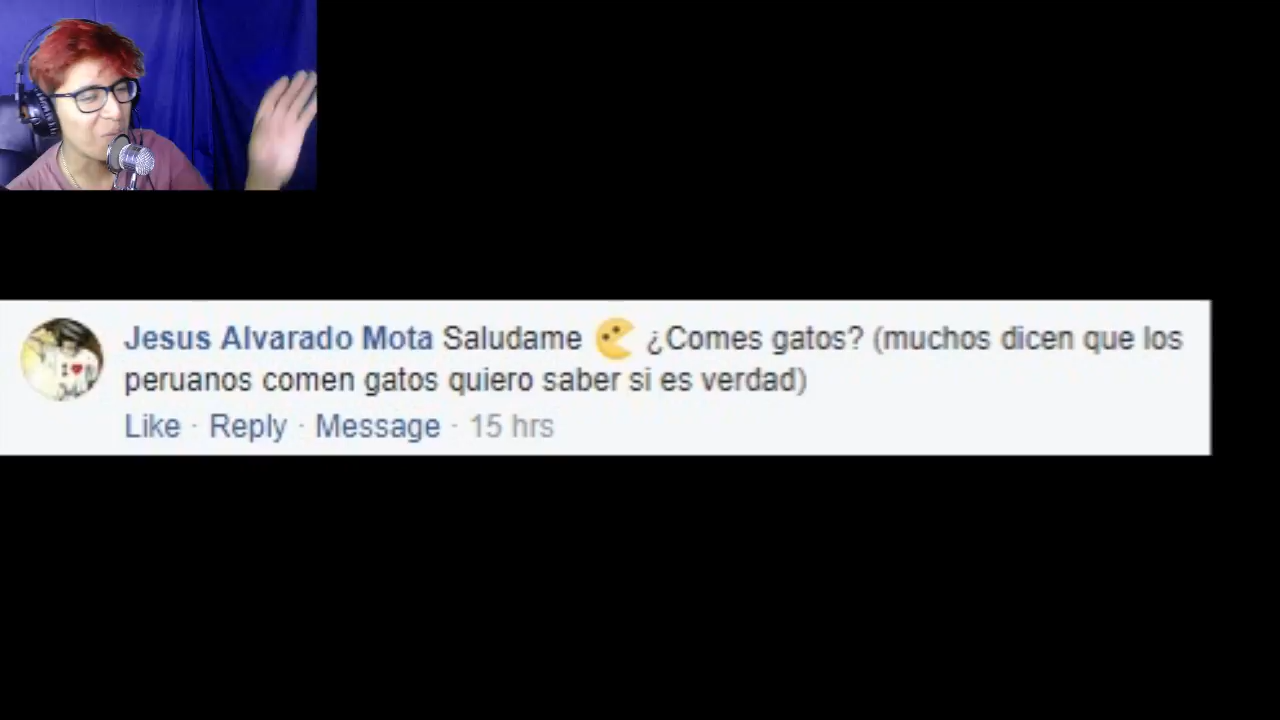 Jesus Alvarado Mota Saludame ¿Comes gatos? (muchos dicen que los
peruanos comen gatos quiero saber si es verdad)
Like · Reply · Message · 15 hrs